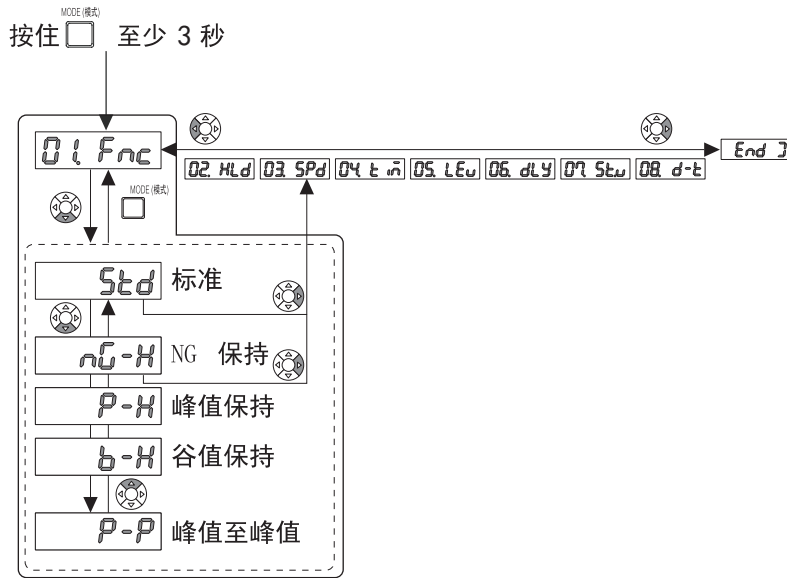 MODE (模式)
按住 至少 3 秒
01. Fnc
02. HLd 03. SPd 04. t im 05. LEv 06. dLY 07. Stv 08. d-t
End J
MODE (模式)
Std 标准
nG-H NG 保持
P-H 峰值保持
b-H 谷值保持
P-P 峰值至峰值